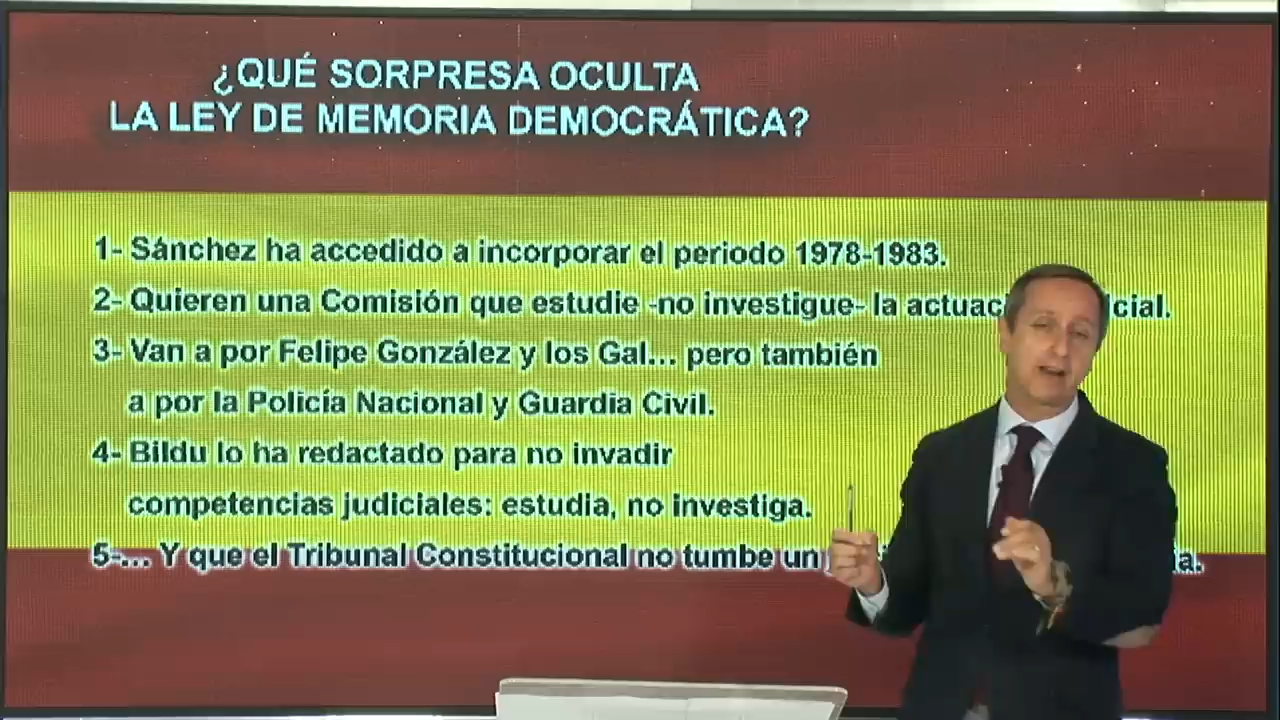 ¿QUÉ SORPRESA OCULTA
LA LEY DE MEMORIA DEMOCRÁTICA?
1- Sánchez ha accedido a incorporar el periodo 1978-1983.
2- Quieren una Comisión que estudie -no investigue- la
3- Van a por Felipe González y los Gal... pero también
a por la Policía Nacional y Guardia Civil.
4- Bildu lo ha redactado para no invadir
competencias judiciales: estudia, no investiga.
5-... Y que el Tribunal Constitucional no tumbe un